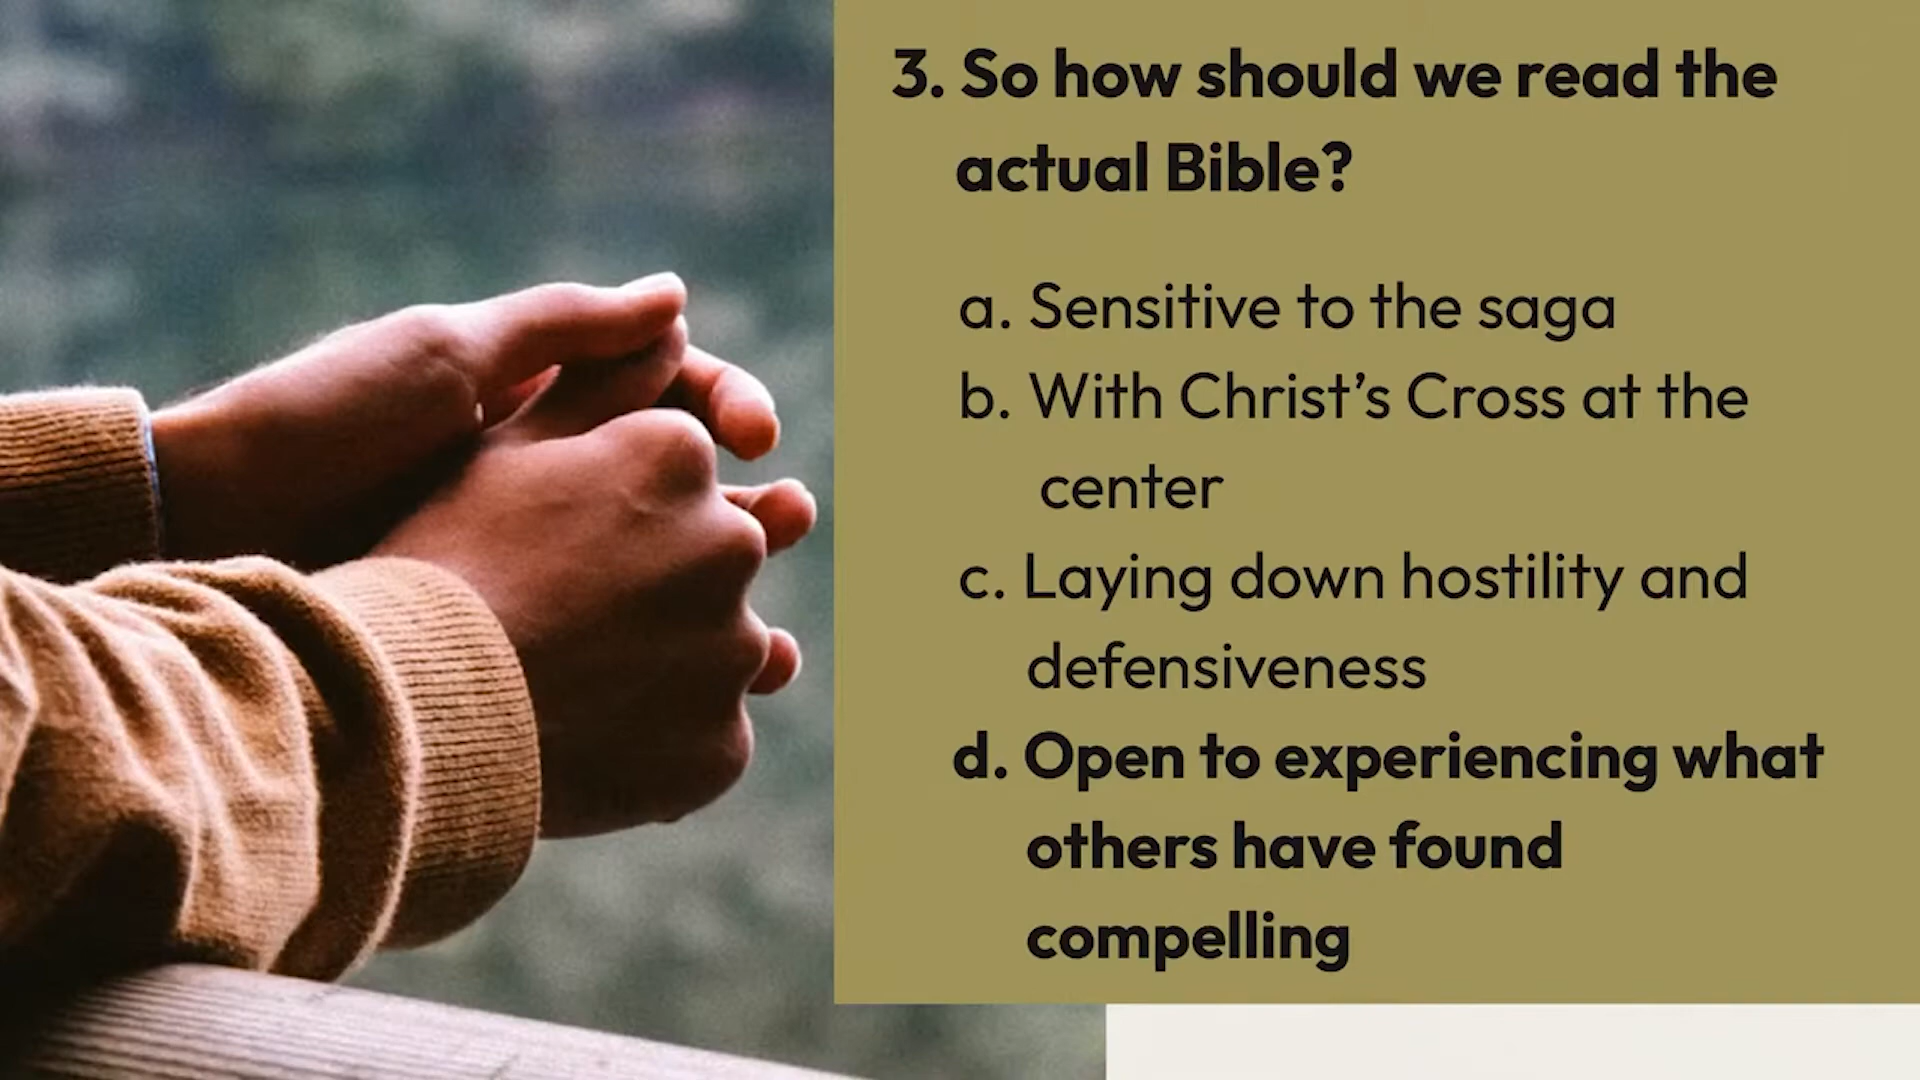 3. So how should we read the
actual Bible?
a. Sensitive to the saga
b. With Christ’s Cross at the
center
c. Laying down hostility and
defensiveness
d. Open to experiencing what
others have found
compelling